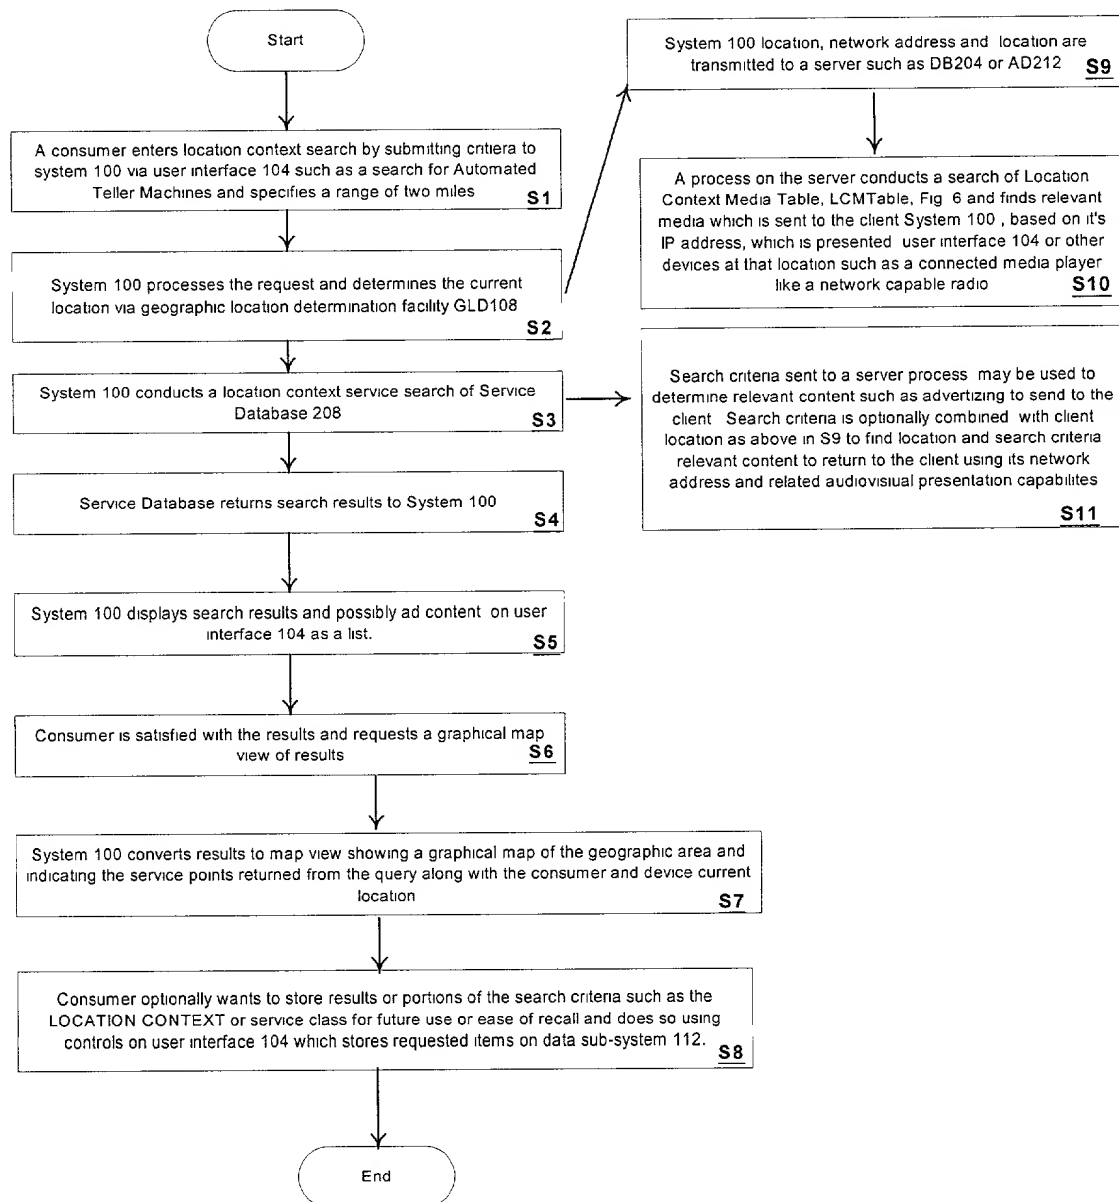 Start
A consumer enters location context search by submitting critiera to
system 100 via user interface 104 such as a search for Automated
Teller Machines and specifies a range of two miles
S1
System 100 processes the request and determines the current
location via geographic location determination facility GLD108
S2
System 100 conducts a location context service search of Service
Database 208
S3
Service Database returns search results to System 100
S4
System 100 displays search results and possibly ad content on user
interface 104 as a list.
S5
Consumer is satisfied with the results and requests a graphical map
view of results
S6
System 100 converts results to map view showing a graphical map of the geographic area and
indicating the service points returned from the query along with the consumer and device current
location
S7
Consumer optionally wants to store results or portions of the search criteria such as the
LOCATION CONTEXT or service class for future use or ease of recall and does so using
controls on user interface 104 which stores requested items on data sub-system 112.
S8
End
System 100 location, network address and location are
transmitted to a server such as DB204 or AD212
S9
A process on the server conducts a search of Location
Context Media Table, LCMTable, Fig 6 and finds relevant
media which is sent to the client System 100 , based on it's
IP address, which is presented user interface 104 or other
devices at that location such as a connected media player
like a network capable radio
S10
Search criteria sent to a server process may be used to
determine relevant content such as advertizing to send to the
client Search criteria is optionally combined with client
location as above in S9 to find location and search criteria
relevant content to return to the client using its network
address and related audiovisiual presentation capabilites
S11